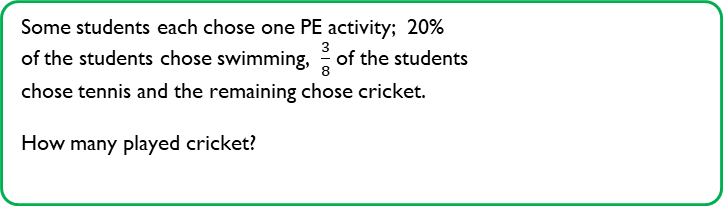 Some students each chose one PE activity;  20%
of the students chose swimming,  3/8 of the students
chose tennis and the remaining chose cricket.
How many played cricket?